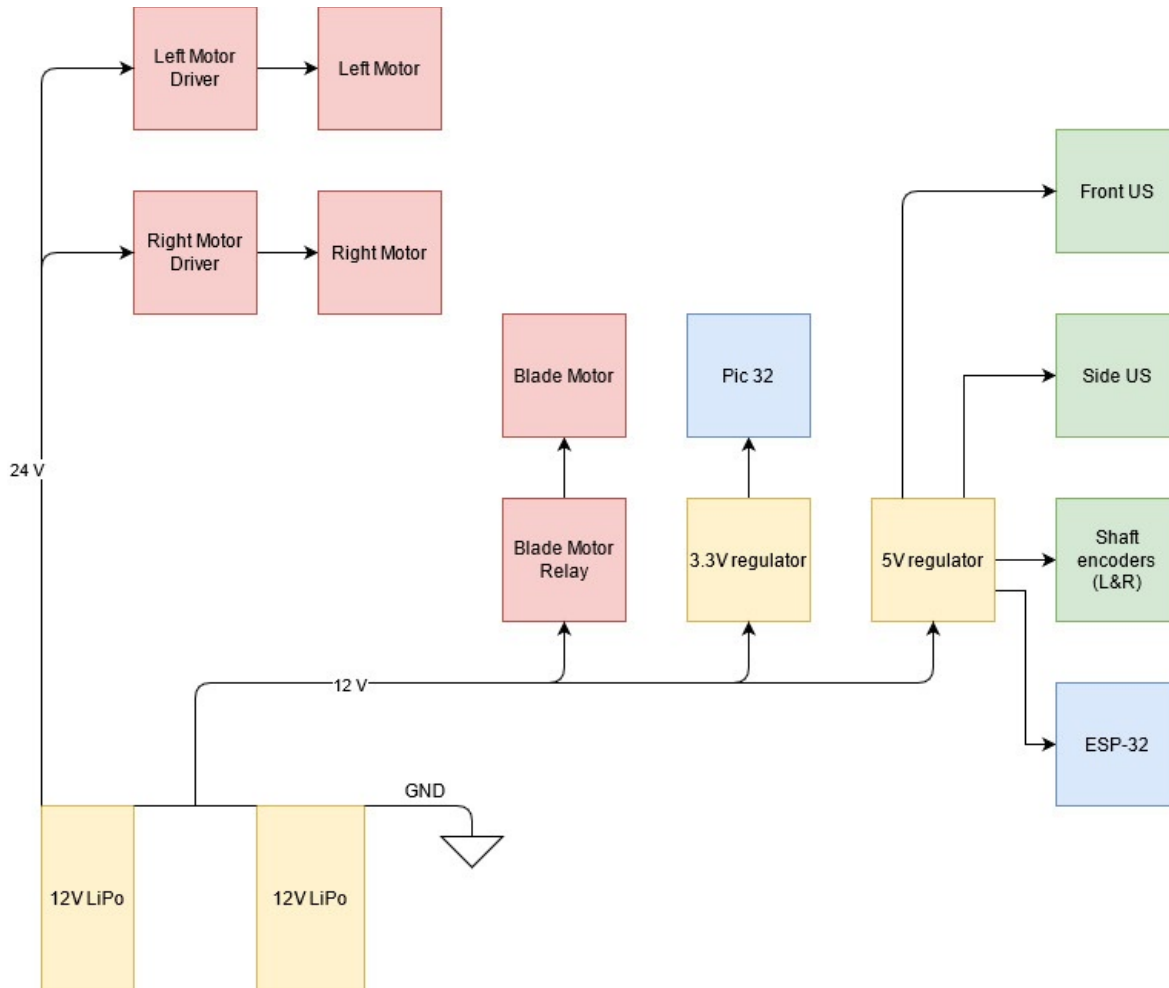 Left Motor
Driver
Left Motor
Right Motor
Driver
Right Motor
Front US
Blade Motor
Pic 32
Side US
24 V
Blade Motor
Relay
3.3V regulator
5V regulator
Shaft
encoders
(L&R)
12 V
ESP-32
GND
12V LiPo
12V LiPo